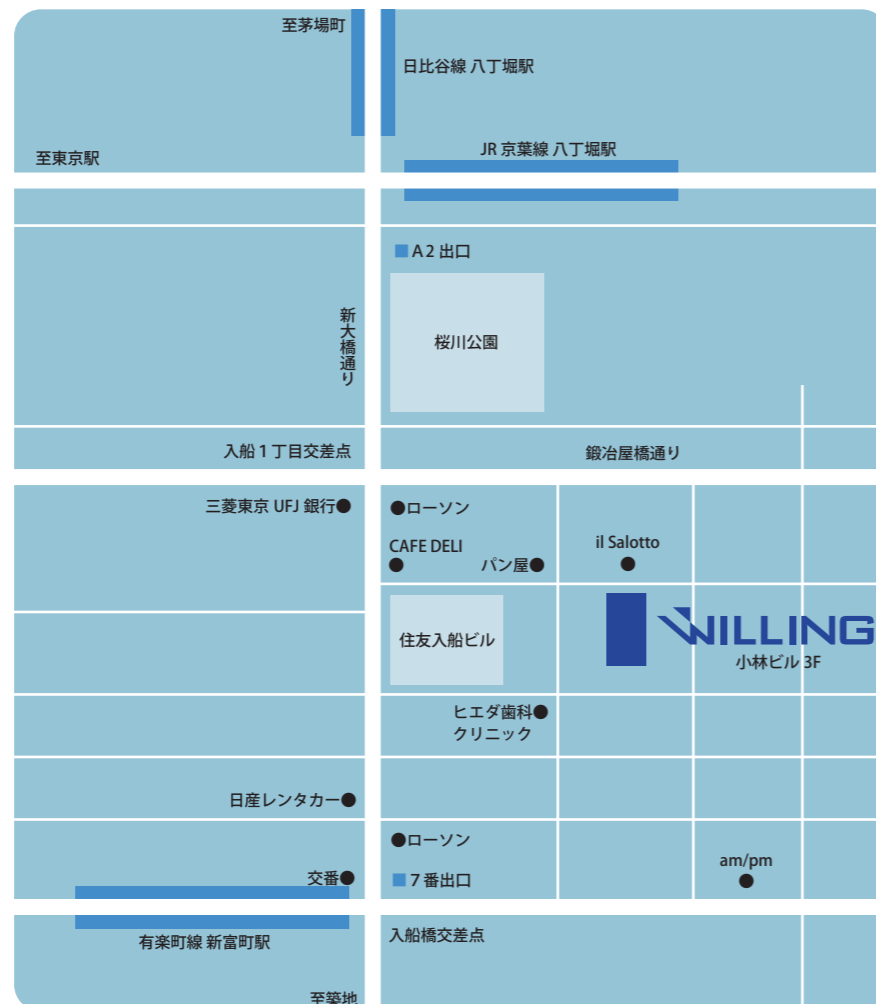 至茅場町
日比谷線 八丁堀駅
JR 京葉線 八丁堀駅
至東京駅
A2 出口
桜川公園
新大橋通り
入船1丁目交差点
鍛冶屋橋通り
三菱東京 UFJ 銀行●
●ローソン
CAFE DELI
パン屋●
il Salotto
WILLING
小林ビル 3F
住友入船ビル
ヒエダ歯科●
クリニック
日産レンタカー●
●ローソン
交番●
7番出口
am/pm
有楽町線 新富町駅
入船橋交差点
至築地